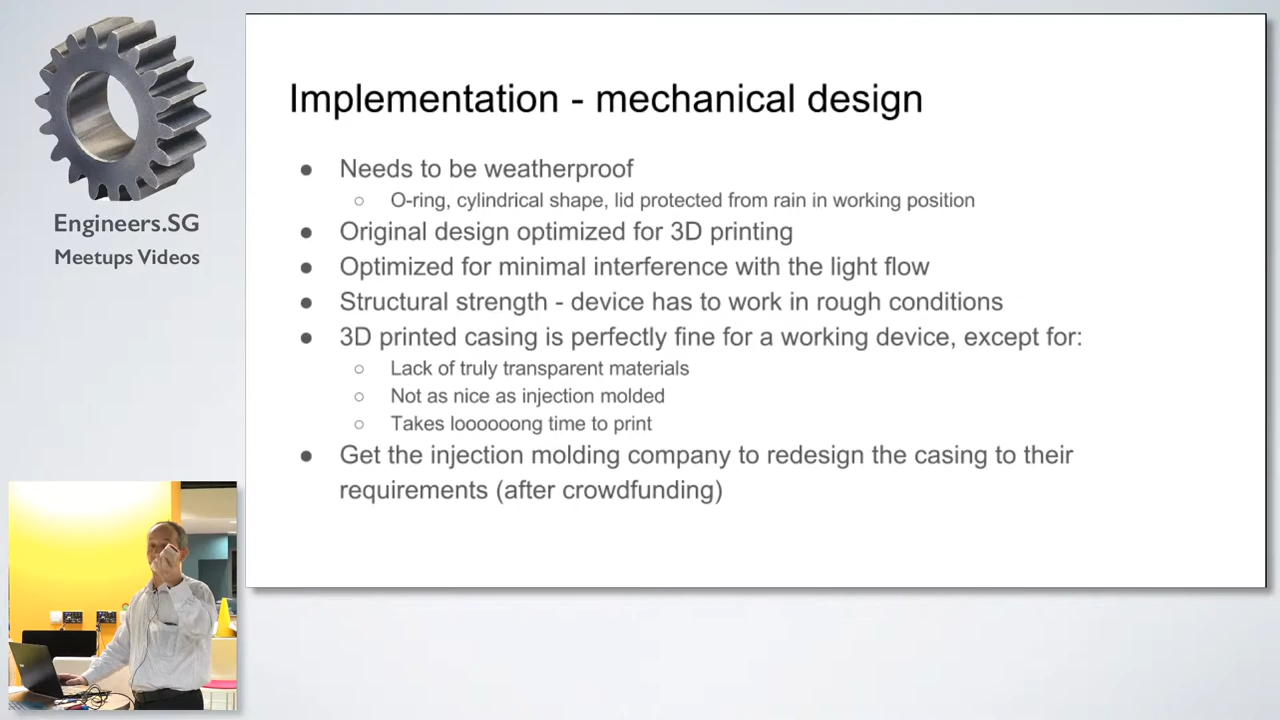 Engineers.SG
Meetups Videos
Implementation - mechanical design
● Needs to be weatherproof
○ O-ring, cylindrical shape, lid protected from rain in working position
● Original design optimized for 3D printing
● Optimized for minimal interference with the light flow
● Structural strength - device has to work in rough conditions
● 3D printed casing is perfectly fine for a working device, except for:
○ Lack of truly transparent materials
○ Not as nice as injection molded
○ Takes loooooong time to print
● Get the injection molding company to redesign the casing to their
requirements (after crowdfunding)